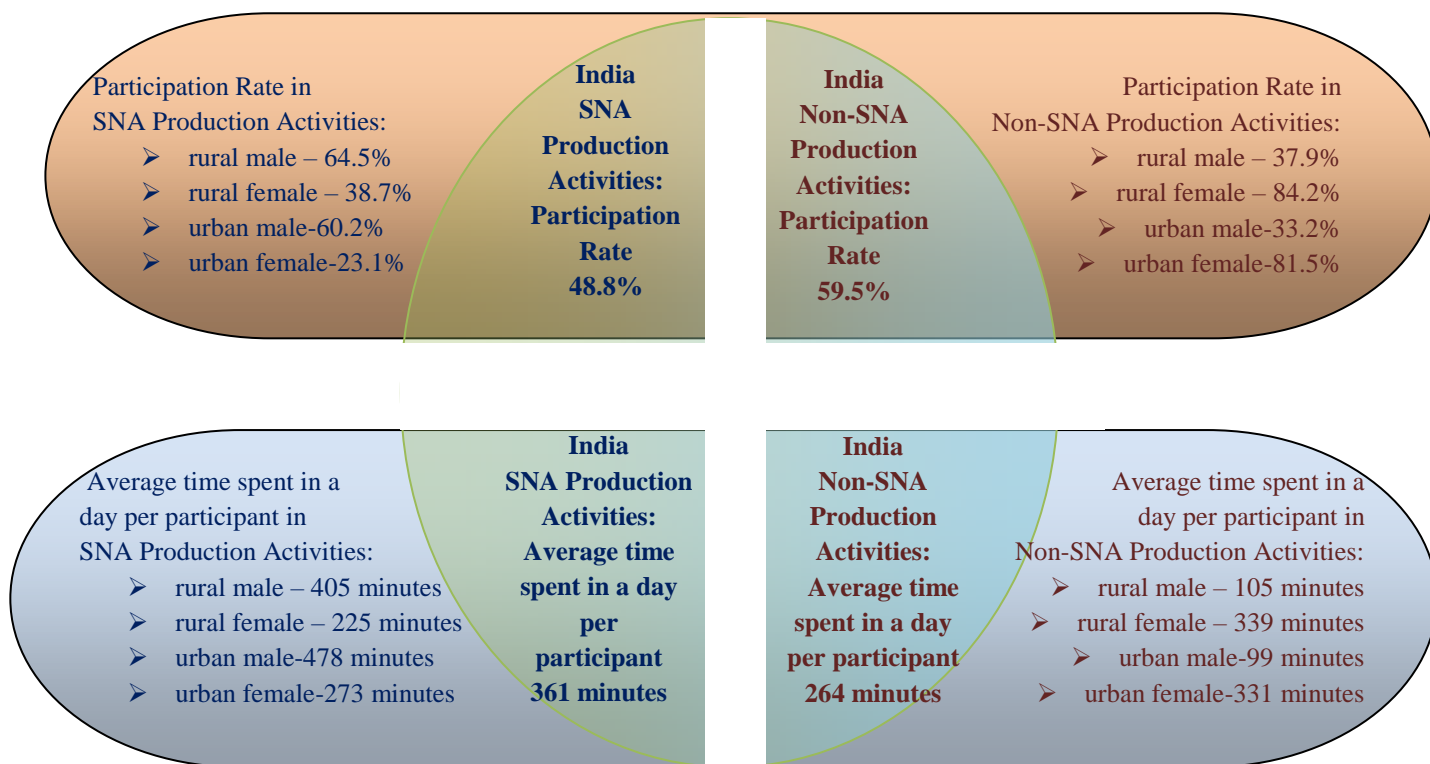 Participation Rate in
SNA Production Activities:
➢ rural male – 64.5%
➢ rural female – 38.7%
➢ urban male-60.2%
➢ urban female-23.1%
India
SNA
Production
Activities:
Participation
Rate
48.8%
India
Non-SNA
Production
Activities:
Participation
Rate
59.5%
Participation Rate in
Non-SNA Production Activities:
➢ rural male – 37.9%
➢ rural female – 84.2%
➢ urban male-33.2%
➢ urban female-81.5%
Average time spent in a
day per participant in
SNA Production Activities:
➢ rural male – 405 minutes
➢ rural female – 225 minutes
➢ urban male-478 minutes
➢ urban female-273 minutes
India
SNA Production
Activities:
Average time
spent in a day
per
participant
361 minutes
India
Non-SNA
Production
Activities:
Average time
spent in a day
per participant
264 minutes
Average time spent in a
day per participant in
Non-SNA Production Activities:
➢ rural male – 105 minutes
➢ rural female – 339 minutes
➢ urban male-99 minutes
➢ urban female-331 minutes